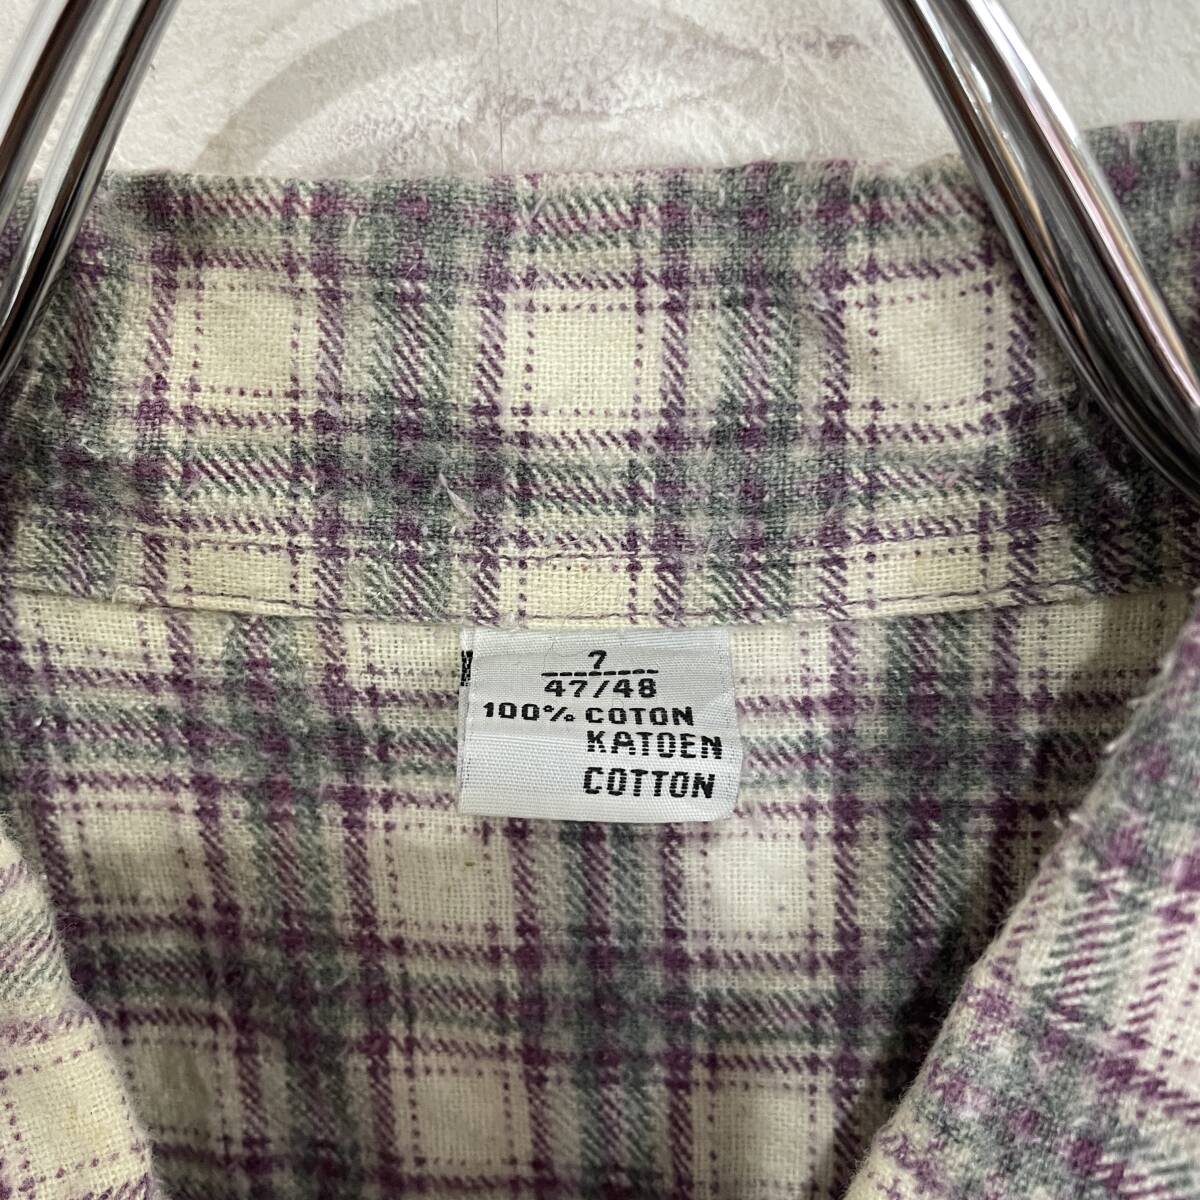 7
47/48
100% COTON
KATOEN
COTTON